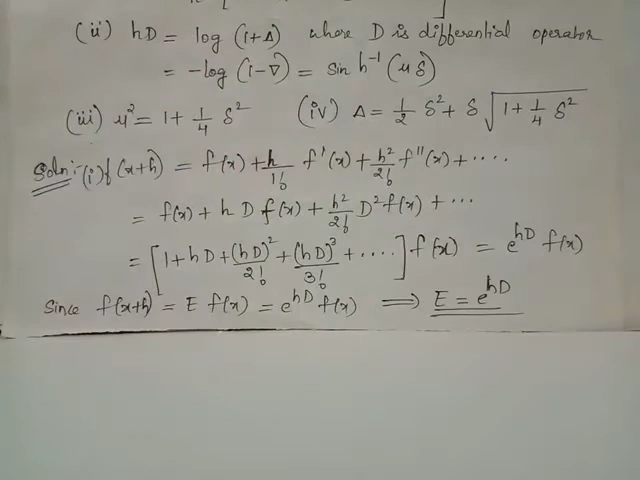 (ii) hD = log (1+Δ) where D is differential operator
= -log (1-∇) = sin h⁻¹ (μδ)
(iii) μ² = 1 + 1/4 δ² (iv) Δ = 1/2 δ² + δ √(1 + 1/4 δ²)
Soln:- (i) f(x+h) = f(x) + h/1! f'(x) + h²/2! f''(x) + ....
= f(x) + h D f(x) + h²/2! D² f(x) + ...
= [1 + hD + (hD)²/2! + (hD)³/3! + ....] f(x) = e^hD f(x)
Since f(x+h) = E f(x) = e^hD f(x) ⟹ E = e^hD